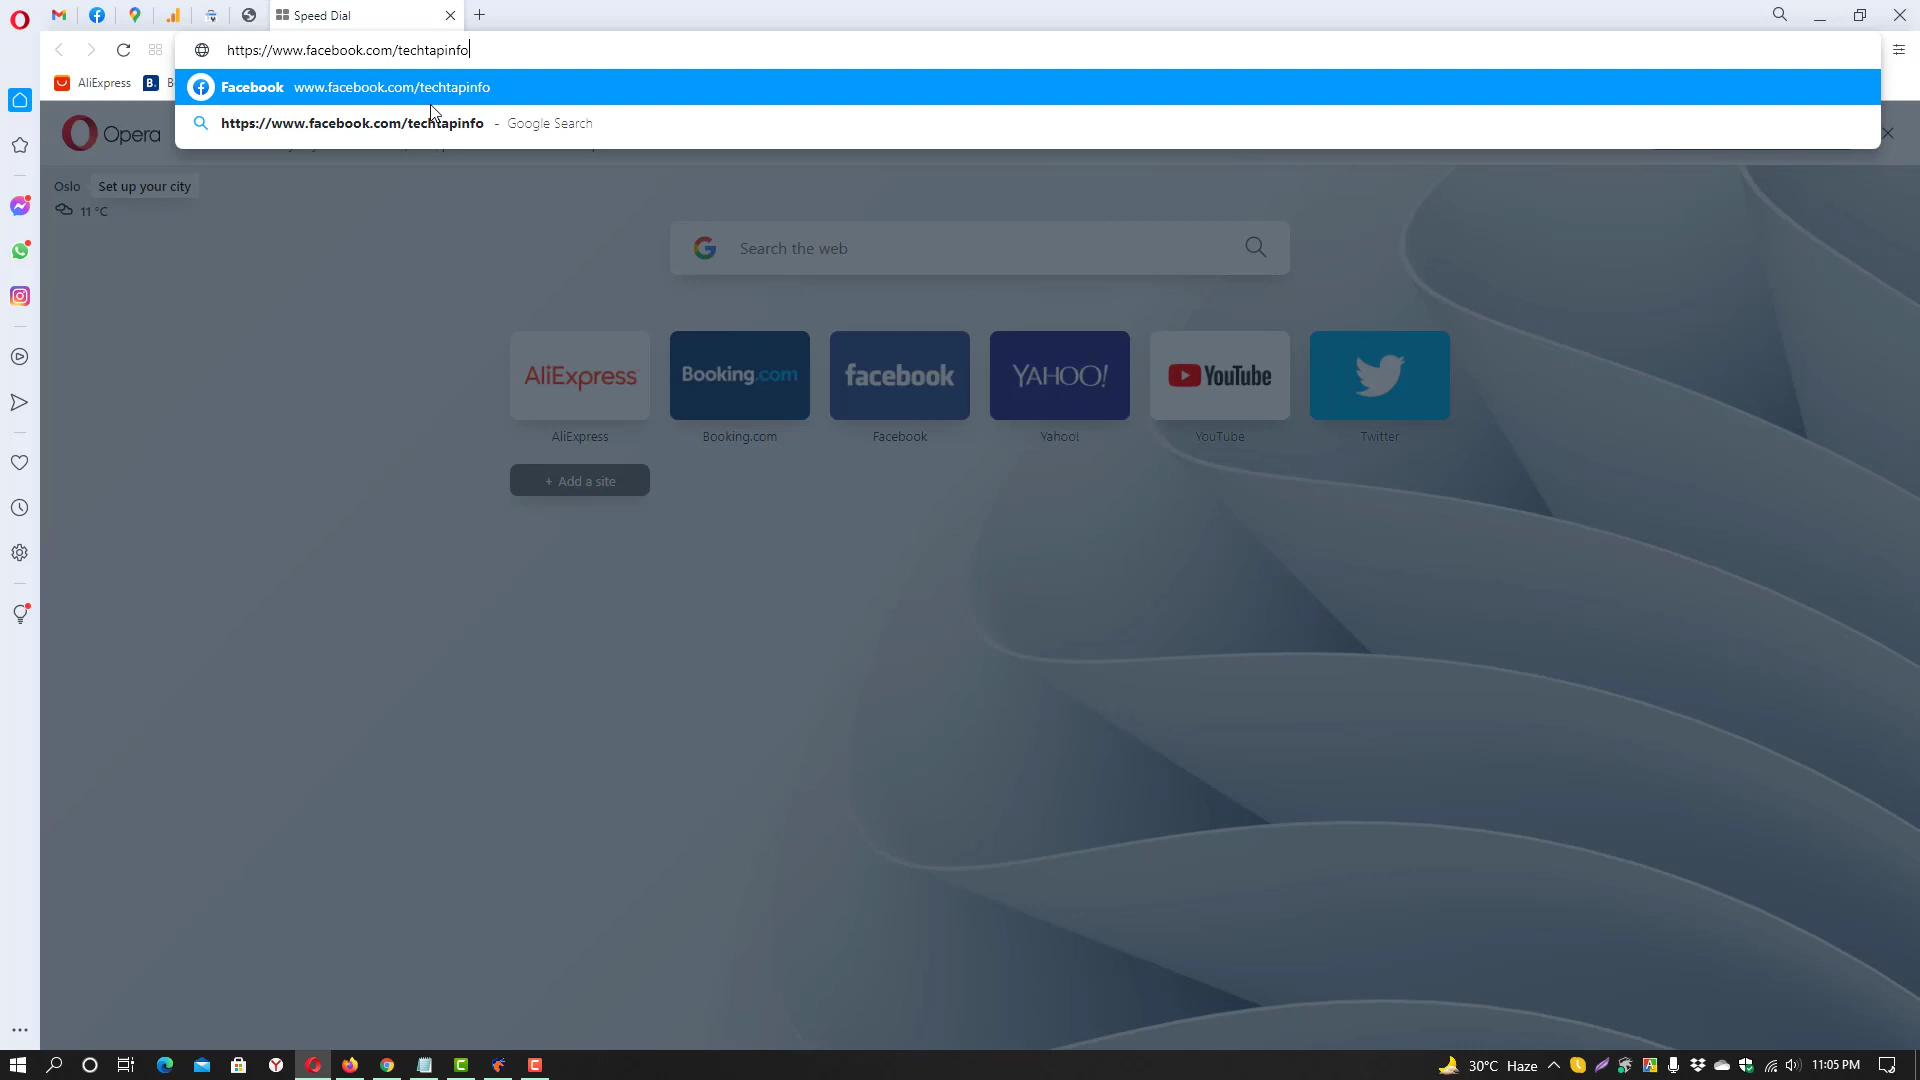 Speed Dial
https://www.facebook.com/techtapinfo
AliExpress B. B
Facebook www.facebook.com/techtapinfo
https://www.facebook.com/techtapinfo - Google Search
Opera
Oslo Set up your city
11 °C
Search the web
AliExpress Booking.com facebook YAHOO! YouTube
AliExpress Booking.com Facebook Yahoo! YouTube Twitter
+ Add a site
30°C Haze 11:05 PM